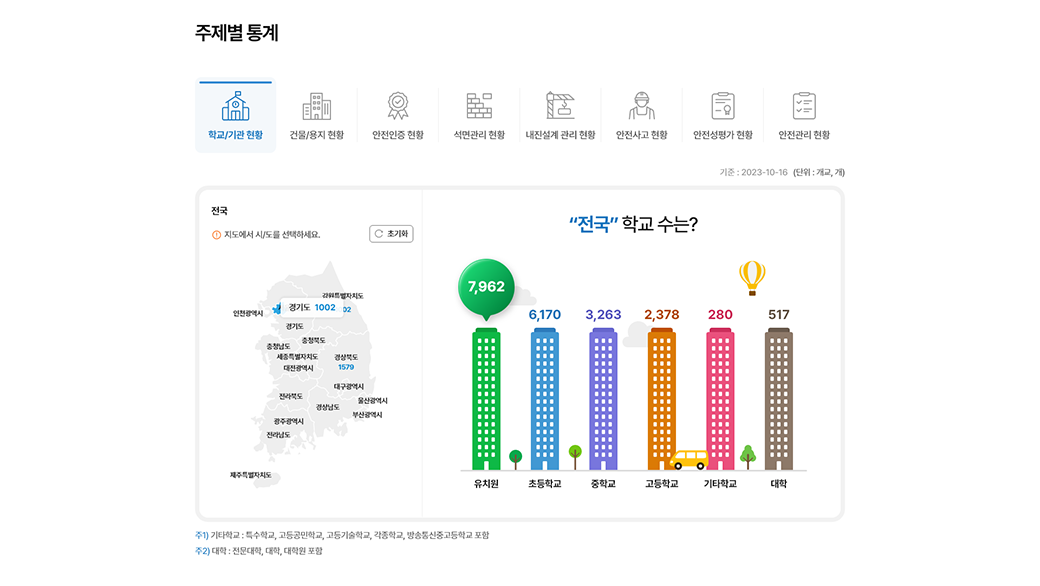 주제별 통계
학교/기관 현황
건물/용지 현황
안전인증 현황
석면관리 현황
내진설계 관리 현황
안전사고 현황
안전성평가 현황
안전관리 현황
기준 : 2023-10-16 (단위 : 개교, 개)
전국
지도에서 시/도를 선택하세요.
초기화
강원특별자치도
02
경기도 1002
인천광역시
경기도
충청북도
충청남도
세종특별자치도
경상북도
1579
대전광역시
대구광역시
전라북도
울산광역시
경상남도
부산광역시
광주광역시
전라남도
제주특별자치도
“전국” 학교 수는?
7,962
6,170
3,263
2,378
280
517
유치원
초등학교
중학교
고등학교
기타학교
대학
주1) 기타학교 : 특수학교, 고등공민학교, 고등기술학교, 각종학교, 방송통신중고등학교 포함
주2) 대학 : 전문대학, 대학, 대학원 포함